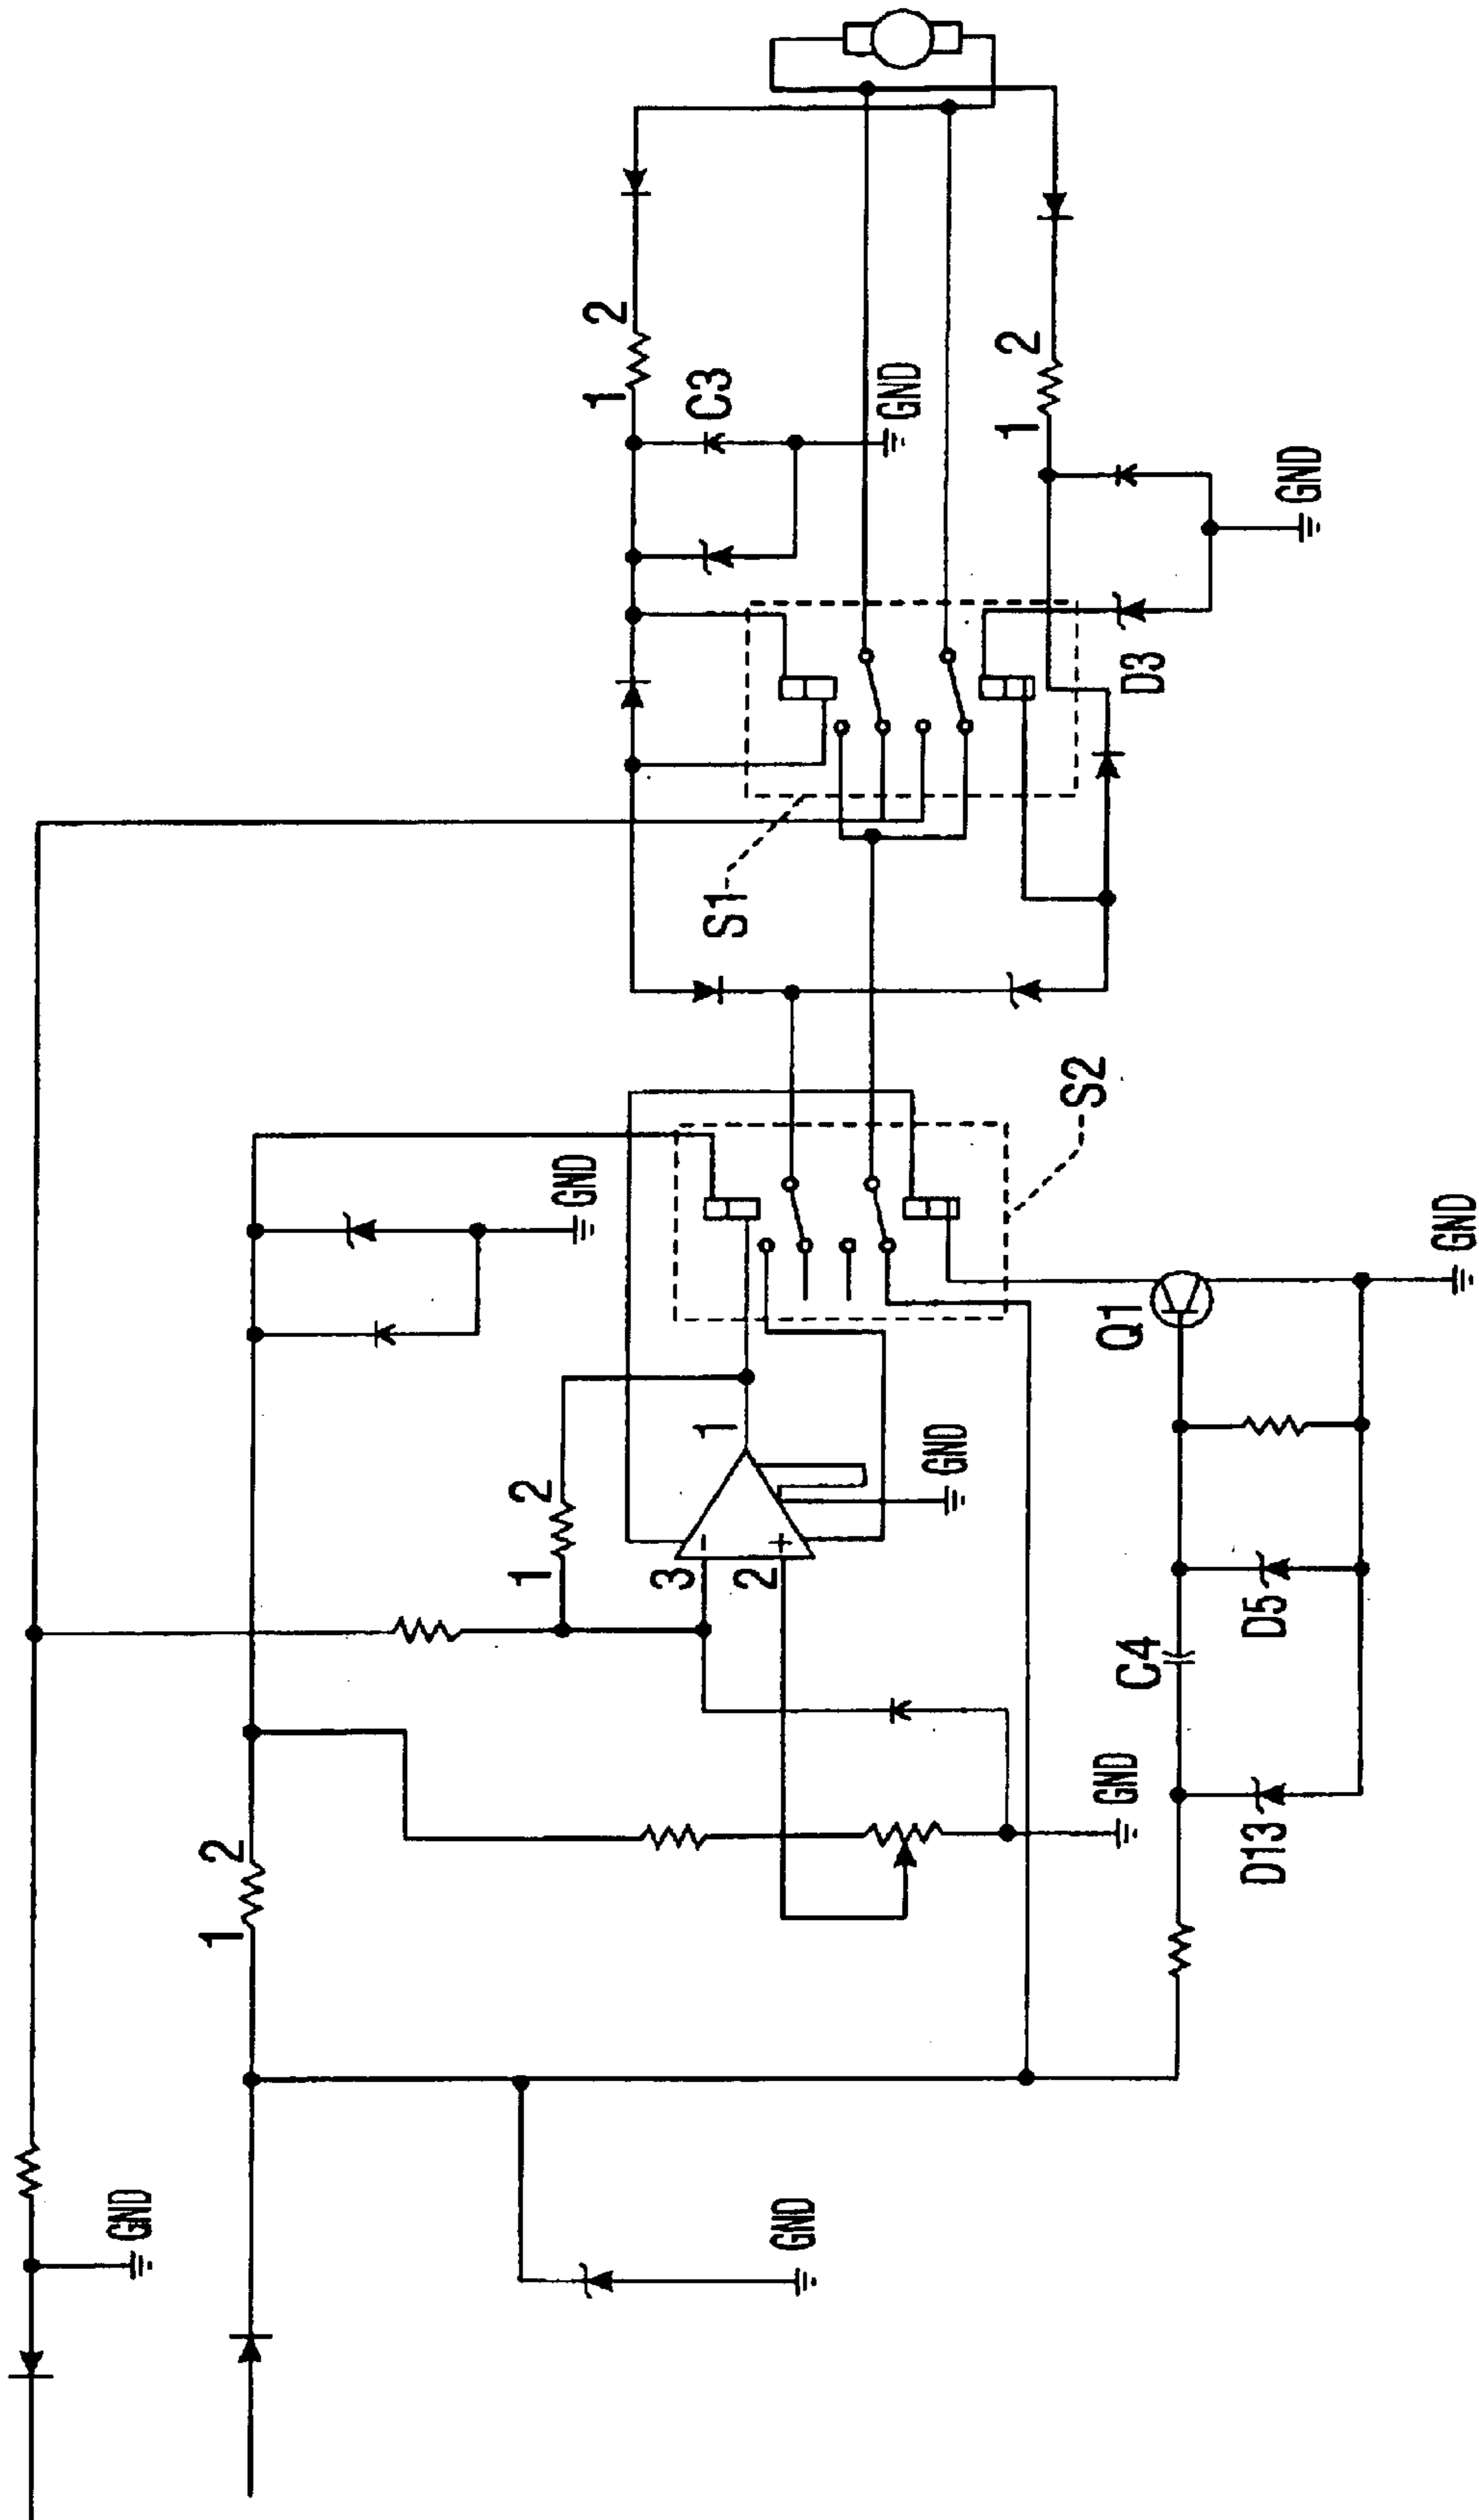 2
1
C3
GND
2
1
GND
D3
S1
S2
GND
GND
Q1
1
2
1
GND
3
2
-
+
D5
C4
GND
D13
2
1
GND
GND